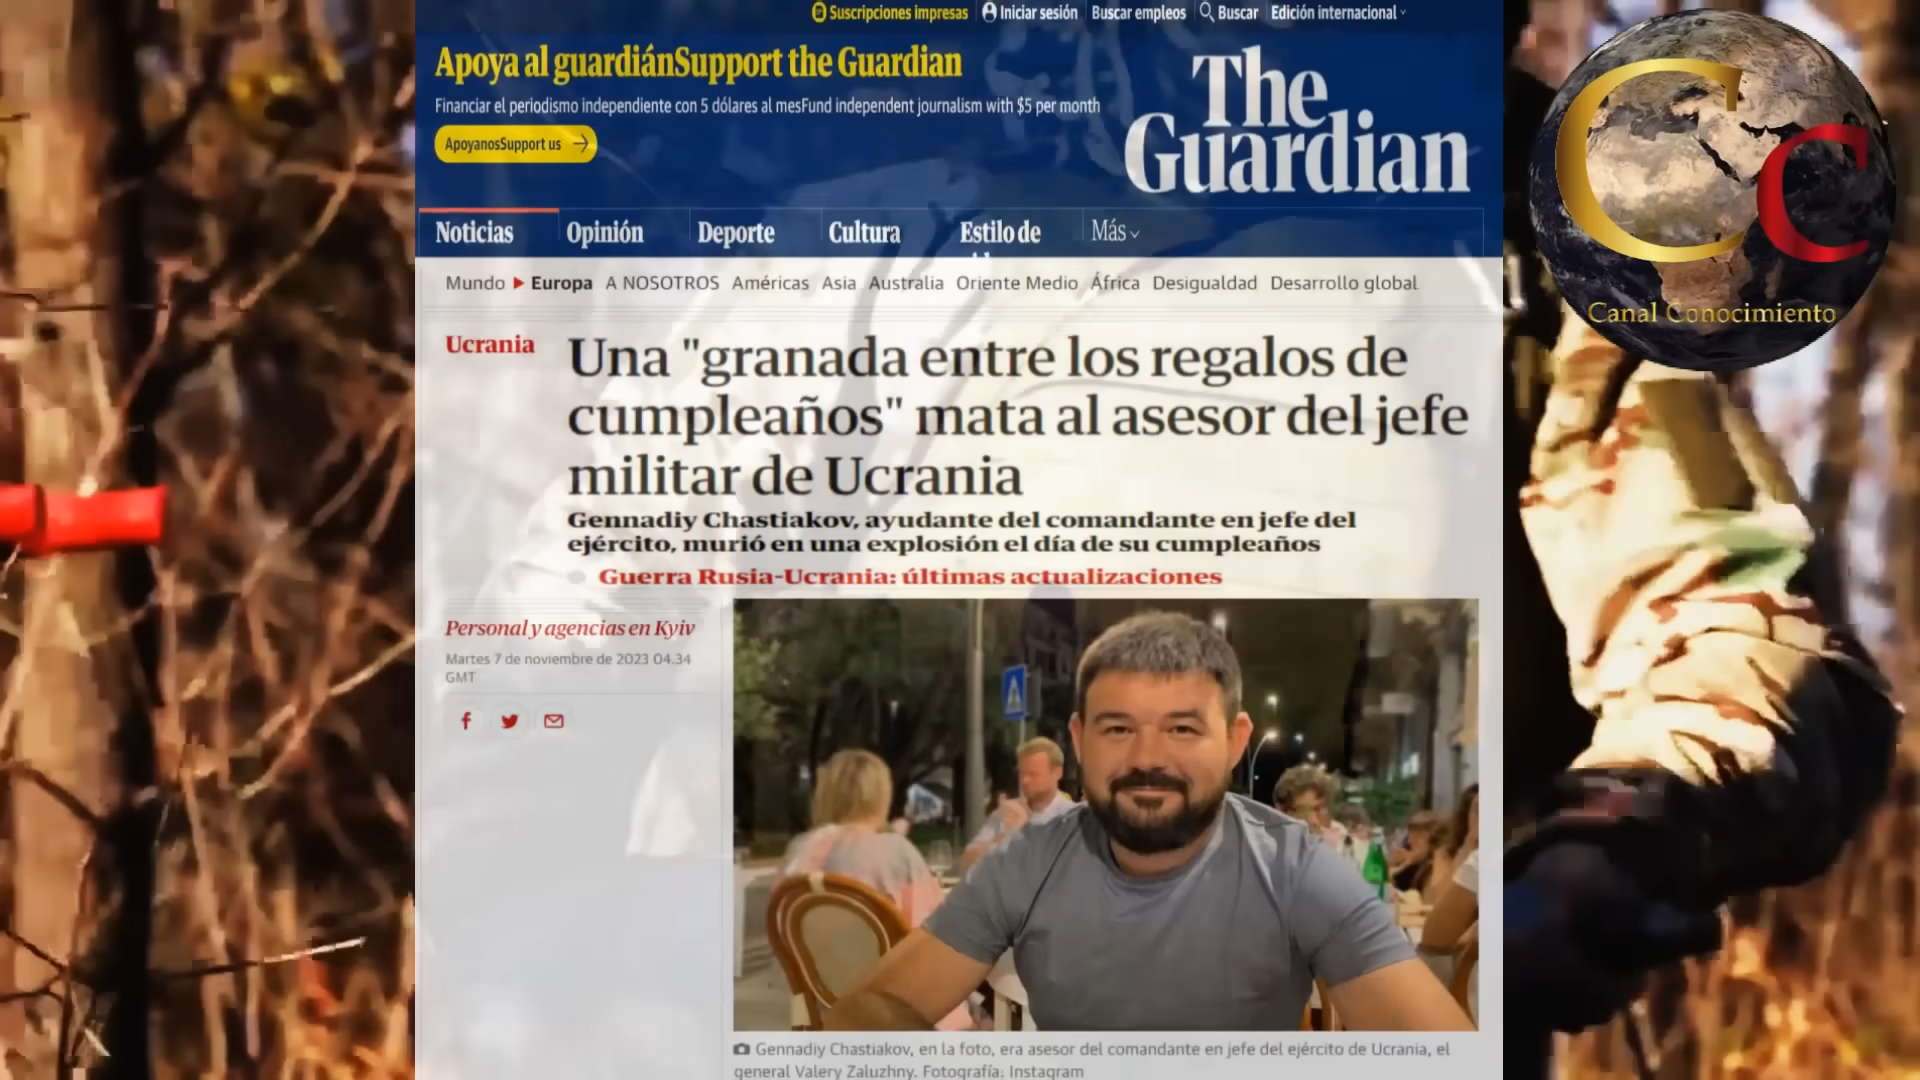 Suscripciones impresas Iniciar sesión Buscar empleos Buscar Edición internacional
Apoya al guardiánSupport the Guardian
Financiar el periodismo independiente con 5 dólares al mesFund independent journalism with $5 per month
ApoyanosSupport us
The
Guardian
Noticias Opinión Deporte Cultura Estilo de Más
Mundo Europa A NOSOTROS Américas Asia Australia Oriente Medio África Desigualdad Desarrollo global
Canal Conocimiento
Ucrania
Una "granada entre los regalos de
cumpleaños" mata al asesor del jefe
militar de Ucrania
Gennadiy Chastiakov, ayudante del comandante en jefe del
ejército, murió en una explosión el día de su cumpleaños
Guerra Rusia-Ucrania: últimas actualizaciones
Personal y agencias en Kyiv
Martes 7 de noviembre de 2023 04.34
GMT
Gennadiy Chastiakov, en la foto, era asesor del comandante en jefe del ejército de Ucrania, el
general Valery Zaluzhny. Fotografía: Instagram